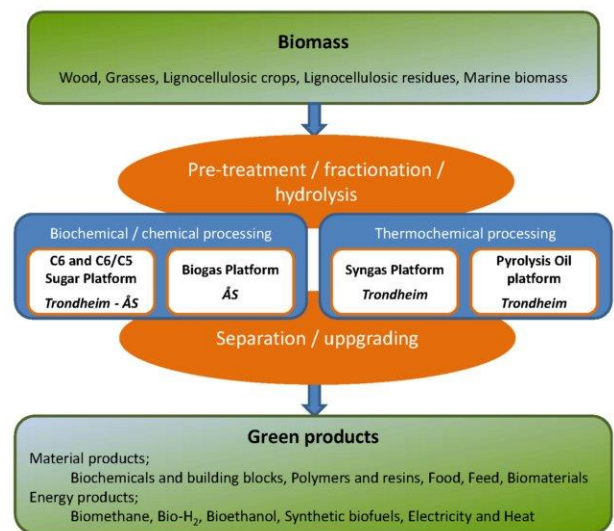 Biomass
Wood, Grasses, Lignocellulosic crops, Lignocellulosic residues, Marine biomass
Pre-treatment / fractionation /
hydrolysis
Biochemical / chemical processing
C6 and C6/C5
Sugar Platform
Trondheim - ÅS
Biogas Platform
ÅS
Thermochemical processing
Syngas Platform
Trondheim
Pyrolysis Oil
platform
Trondheim
Separation / uppgrading
Green products
Material products;
Biochemicals and building blocks, Polymers and resins, Food, Feed, Biomaterials
Energy products;
Biomethane, Bio-H₂, Bioethanol, Synthetic biofuels, Electricity and Heat